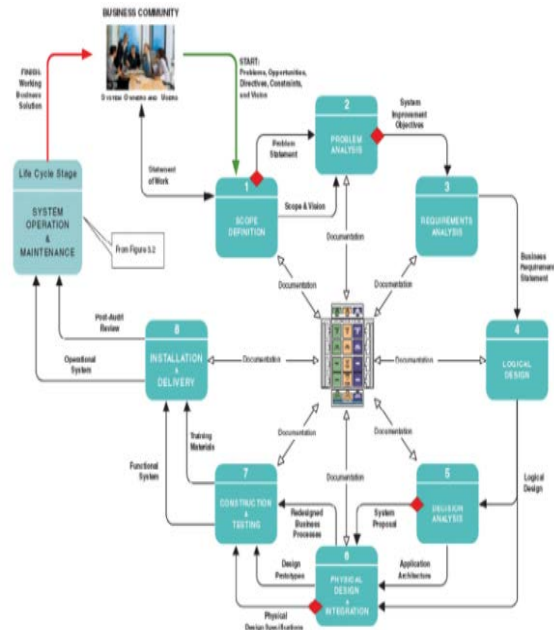 BUSINESS COMMUNITY
SYSTEM OWNERS AND USERS
FINISH:
Working
Business
Solution
START:
Problems, Opportunities,
Directives, Constraints,
and Vision
2
PROBLEM
ANALYSIS
System
Improvement
Objectives
Problem
Statement
Statement
of Work
Life Cycle Stage
SYSTEM
OPERATION
&
MAINTENANCE
1
SCOPE
DEFINITION
Scope & Vision
3
REQUIREMENTS
ANALYSIS
From Figure 5.2
Documentation
Documentation
Documentation
Business
Requirements
Statement
Post-Audit
Review
8
INSTALLATION
&
DELIVERY
Operational
System
Documentation
Documentation
4
LOGICAL
DESIGN
Training
Materials
Functional
System
Documentation
Documentation
Documentation
Logical
Design
7
CONSTRUCTION
&
TESTING
Redesigned
Business
Processes
System
Proposal
5
DECISION
ANALYSIS
Design
Prototypes
6
PHYSICAL
DESIGN
&
INTEGRATION
Application
Architecture
Physical
Design Specifications